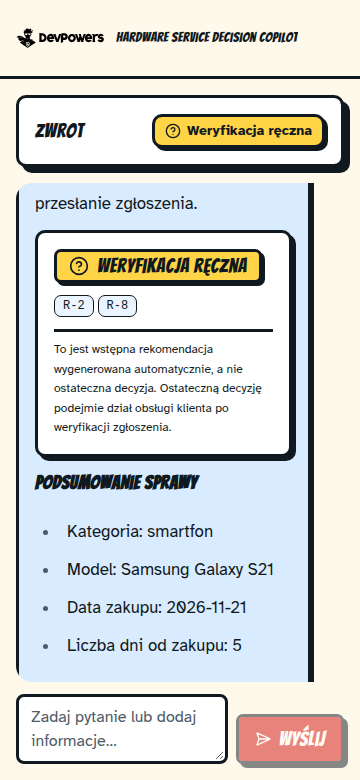 DevPowers HARDWARE SERVICE DECISION COPILOT
ZWROT
Weryfikacja ręczna
przesłanie zgłoszenia.
WERYFIKACJA RĘCZNA
R-2 R-8
To jest wstępna rekomendacja
wygenerowana automatycznie, a nie
ostateczna decyzja. Ostateczną decyzję
podejmie dział obsługi klienta po
weryfikacji zgłoszenia.
PODSUMOWANIE SPRAWY
Kategoria: smartfon
Model: Samsung Galaxy S21
Data zakupu: 2026-11-21
Liczba dni od zakupu: 5
Zadaj pytanie lub dodaj
informacje...
WYŚLIJ